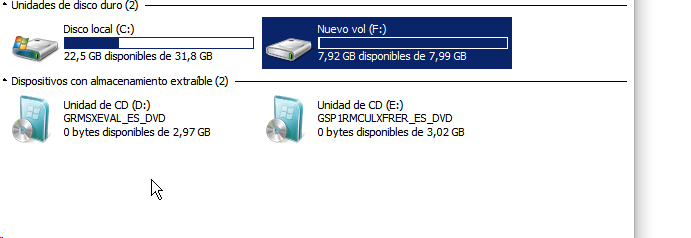 Unidades de disco duro (2)
Disco local (C:)
22,5 GB disponibles de 31,8 GB
Nuevo vol (F:)
7,92 GB disponibles de 7,99 GB
Dispositivos con almacenamiento extraíble (2)
Unidad de CD (D:)
GRMSXEVAL_ES_DVD
0 bytes disponibles de 2,97 GB
Unidad de CD (E:)
GSP1RMCULXFRER_ES_DVD
0 bytes disponibles de 3,02 GB